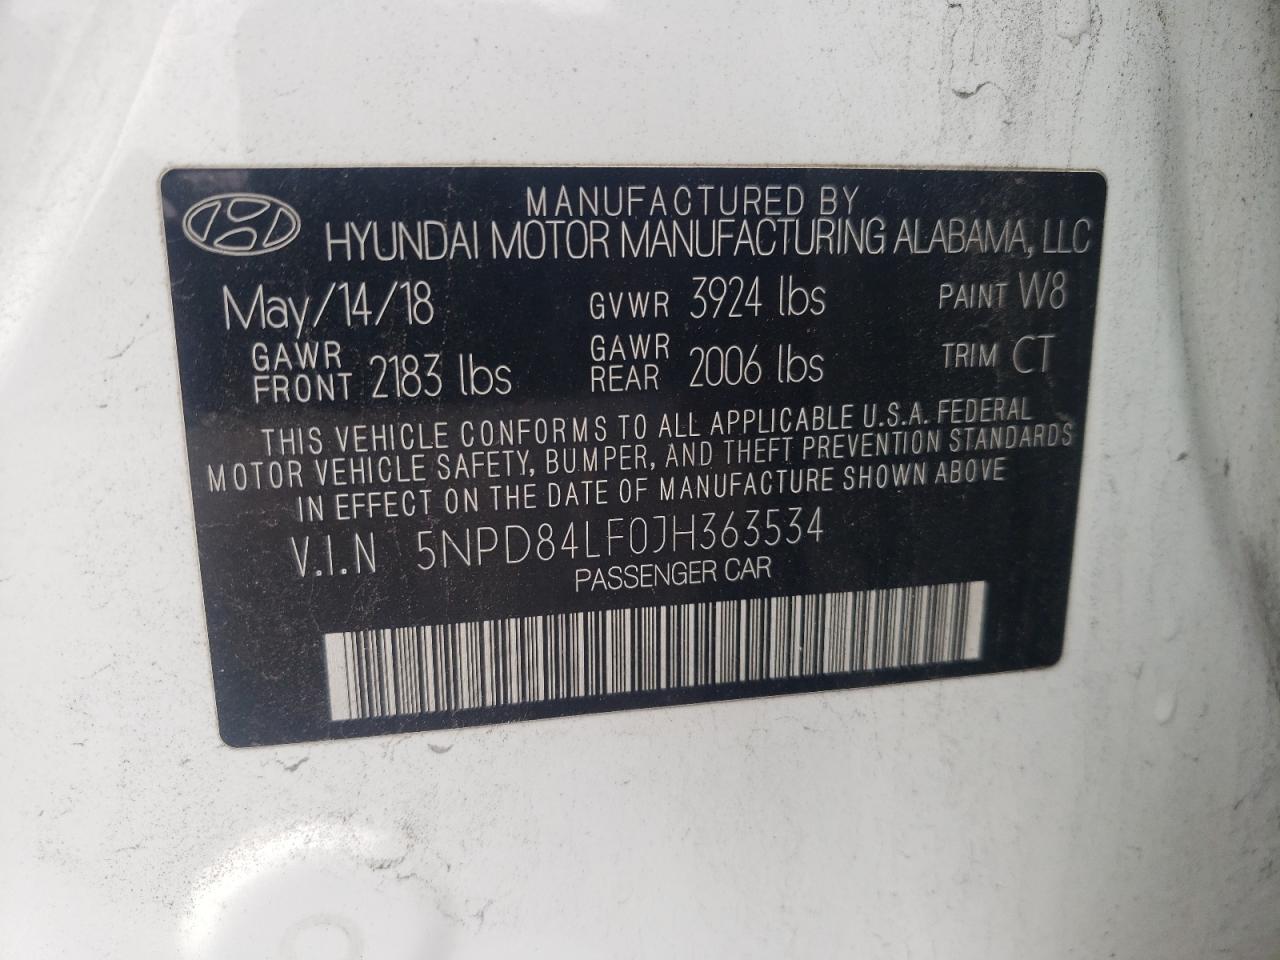 MANUFACTURED BY
HYUNDAI MOTOR MANUFACTURING ALABAMA, LLC
May/14/18 GVWR 3924 lbs PAINT W8
GAWR FRONT 2183 lbs GAWR REAR 2006 lbs TRIM CT
THIS VEHICLE CONFORMS TO ALL APPLICABLE U.S.A. FEDERAL
MOTOR VEHICLE SAFETY, BUMPER, AND THEFT PREVENTION STANDARDS
IN EFFECT ON THE DATE OF MANUFACTURE SHOWN ABOVE
V.I.N 5NPD84LF0JH363534
PASSENGER CAR